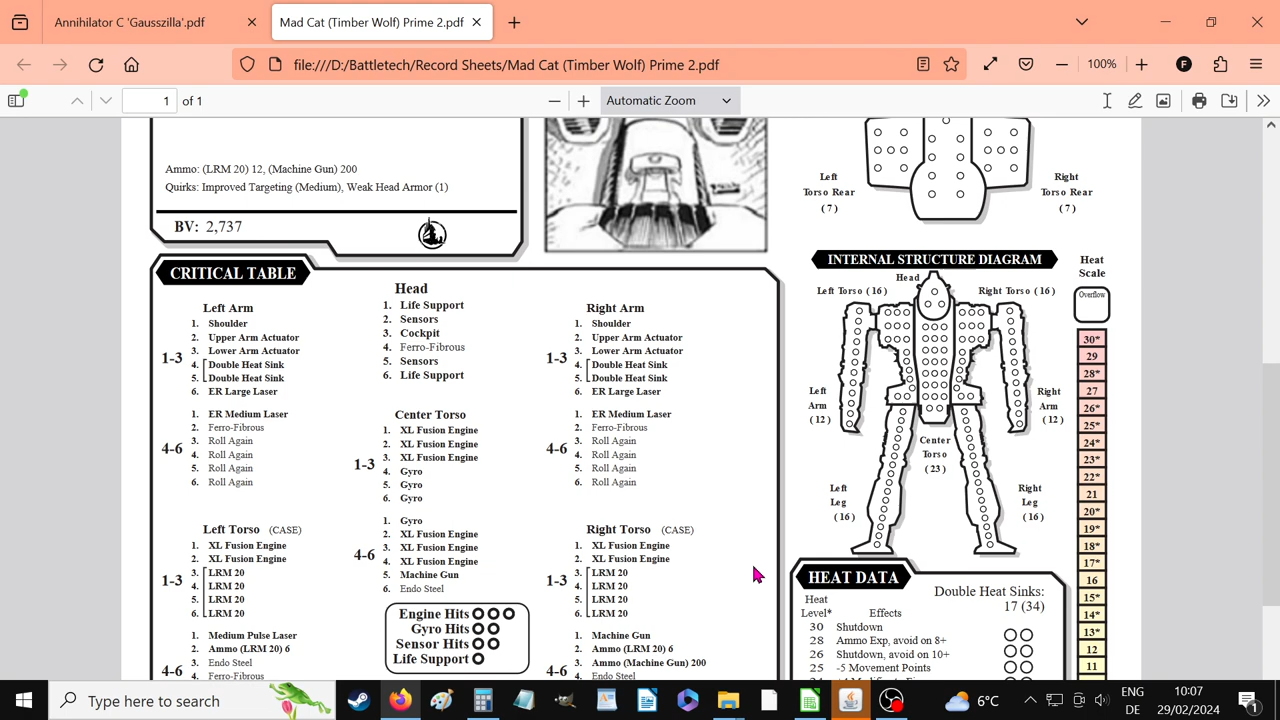 Annihilator C 'Gausszilla'.pdf
Mad Cat (Timber Wolf) Prime 2.pdf
file:///D:/Battletech/Record Sheets/Mad Cat (Timber Wolf) Prime 2.pdf
100%
F
1 of 1
Automatic Zoom
Ammo: (LRM 20) 12, (Machine Gun) 200
Quirks: Improved Targeting (Medium), Weak Head Armor (1)
BV: 2,737
Left
Torso Rear
(7)
Right
Torso Rear
(7)
CRITICAL TABLE
Left Arm
1-3
1. Shoulder
2. Upper Arm Actuator
3. Lower Arm Actuator
4. Double Heat Sink
5. Double Heat Sink
6. ER Large Laser
4-6
1. ER Medium Laser
2. Ferro-Fibrous
3. Roll Again
4. Roll Again
5. Roll Again
6. Roll Again
Left Torso (CASE)
1-3
1. XL Fusion Engine
2. XL Fusion Engine
3. LRM 20
4. LRM 20
5. LRM 20
6. LRM 20
4-6
1. Medium Pulse Laser
2. Ammo (LRM 20) 6
3. Endo Steel
4. Ferro-Fibrous
Head
1. Life Support
2. Sensors
3. Cockpit
4. Ferro-Fibrous
5. Sensors
6. Life Support
Center Torso
1-3
1. XL Fusion Engine
2. XL Fusion Engine
3. XL Fusion Engine
4. Gyro
5. Gyro
6. Gyro
4-6
1. Gyro
2. XL Fusion Engine
3. XL Fusion Engine
4. XL Fusion Engine
5. Machine Gun
6. Endo Steel
Engine Hits
Gyro Hits
Sensor Hits
Life Support
Right Arm
1-3
1. Shoulder
2. Upper Arm Actuator
3. Lower Arm Actuator
4. Double Heat Sink
5. Double Heat Sink
6. ER Large Laser
4-6
1. ER Medium Laser
2. Ferro-Fibrous
3. Roll Again
4. Roll Again
5. Roll Again
6. Roll Again
Right Torso (CASE)
1-3
1. XL Fusion Engine
2. XL Fusion Engine
3. LRM 20
4. LRM 20
5. LRM 20
6. LRM 20
4-6
1. Machine Gun
2. Ammo (LRM 20) 6
3. Ammo (Machine Gun) 200
4. Endo Steel
INTERNAL STRUCTURE DIAGRAM
Head
Left Torso (16)
Right Torso (16)
Left
Arm
(12)
Right
Arm
(12)
Center
Torso
(23)
Left
Leg
(16)
Right
Leg
(16)
Heat
Scale
Overflow
30*
29
28*
27
26*
25*
24*
23*
22*
21
20*
19*
18*
17*
16
15*
14*
13*
12
11
HEAT DATA
Heat
Level* Effects
Double Heat Sinks:
17 (34)
30 Shutdown
28 Ammo Exp, avoid on 8+
26 Shutdown, avoid on 10+
25 -5 Movement Points
Type here to search
6°C
ENG
DE
10:07
29/02/2024
1